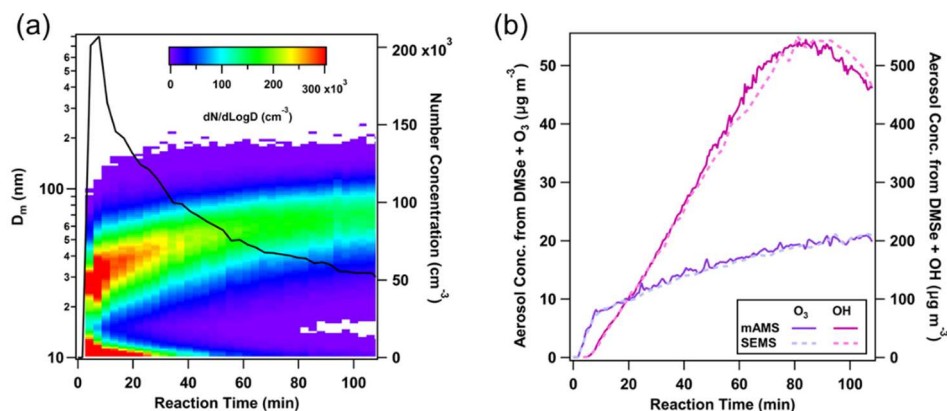 (a)
8
6
5
4
3
2
100
8
6
5
4
3
2
10
D m (nm)
0 100 200 300 x10³
dN/dLogD (cm⁻³)
200 x10³
150
100
50
0
Number Concentration (cm⁻³)
0 20 40 60 80 100
Reaction Time (min)
(b)
50
40
30
20
10
0
Aerosol Conc. from DMSe + O₃ (µg m⁻³)
500
400
300
200
100
0
Aerosol Conc. from DMSe + OH (µg m⁻³)
O₃ OH
mAMS
SEMS
0 20 40 60 80 100
Reaction Time (min)